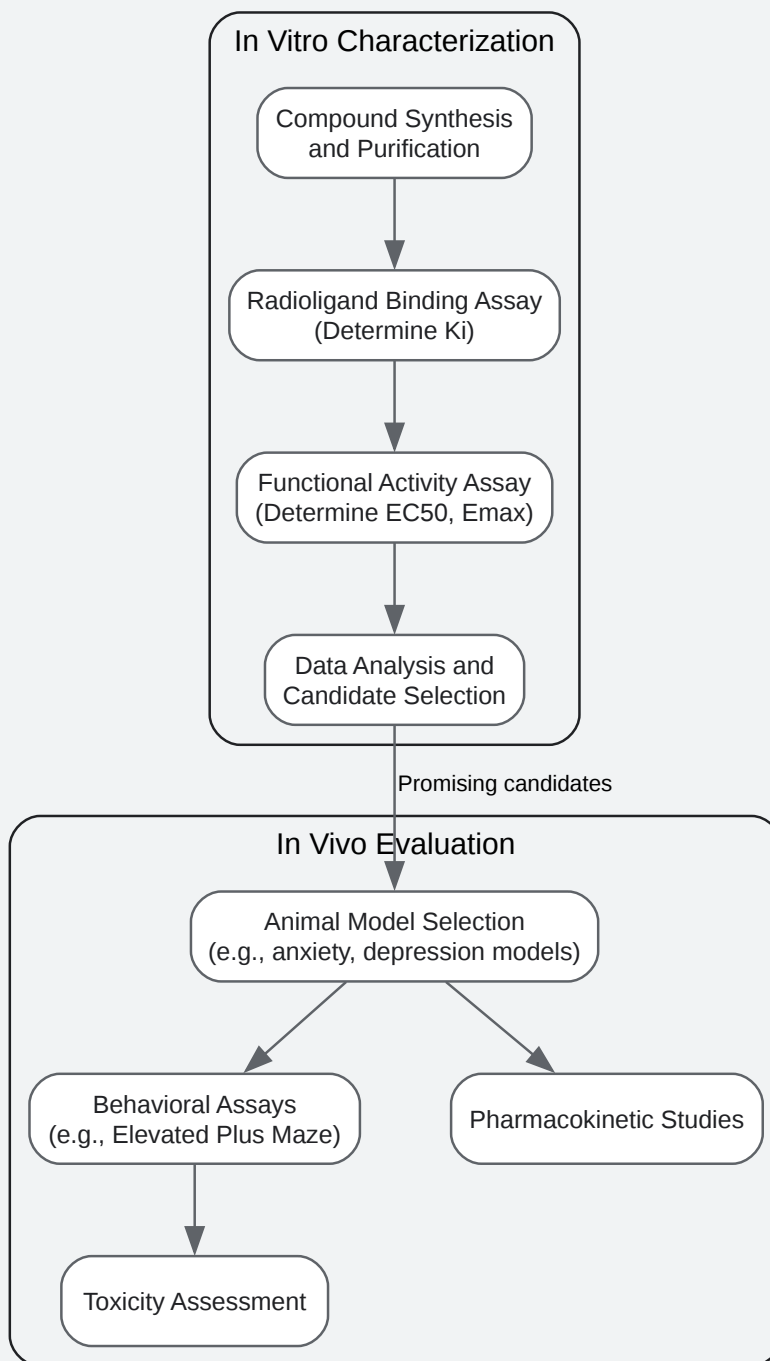 In Vitro Characterization
Compound Synthesis
and Purification
Radioligand Binding Assay
(Determine Ki)
Functional Activity Assay
(Determine EC50, Emax)
Data Analysis and
Candidate Selection
Promising candidates
In Vivo Evaluation
Animal Model Selection
(e.g., anxiety, depression models)
Behavioral Assays
(e.g., Elevated Plus Maze)
Pharmacokinetic Studies
Toxicity Assessment